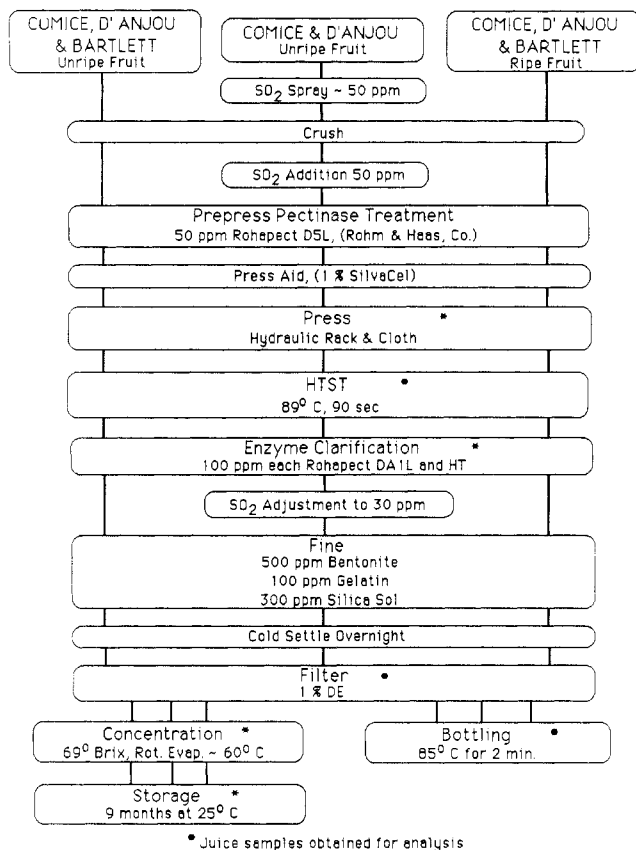 COMICE, D' ANJOU
& BARTLETT
Unripe Fruit
COMICE & D'ANJOU
Unripe Fruit
COMICE, D' ANJOU
& BARTLETT
Ripe Fruit
SO2 Spray ~ 50 ppm
Crush
SO2 Addition 50 ppm
Prepress Pectinase Treatment
50 ppm Rohapect D5L, (Rohm & Haas, Co.)
Press Aid, (1 % SilvaCel)
Press *
Hydraulic Rack & Cloth
HTST *
89° C, 90 sec
Enzyme Clarification *
100 ppm each Rohapect DA1L and HT
SO2 Adjustment to 30 ppm
Fine
500 ppm Bentonite
100 ppm Gelatin
300 ppm Silica Sol
Cold Settle Overnight
Filter *
1 % DE
Concentration *
69° Brix, Rot. Evap. ~ 60° C
Bottling *
85° C for 2 min.
Storage *
9 months at 25° C
* Juice samples obtained for analysis